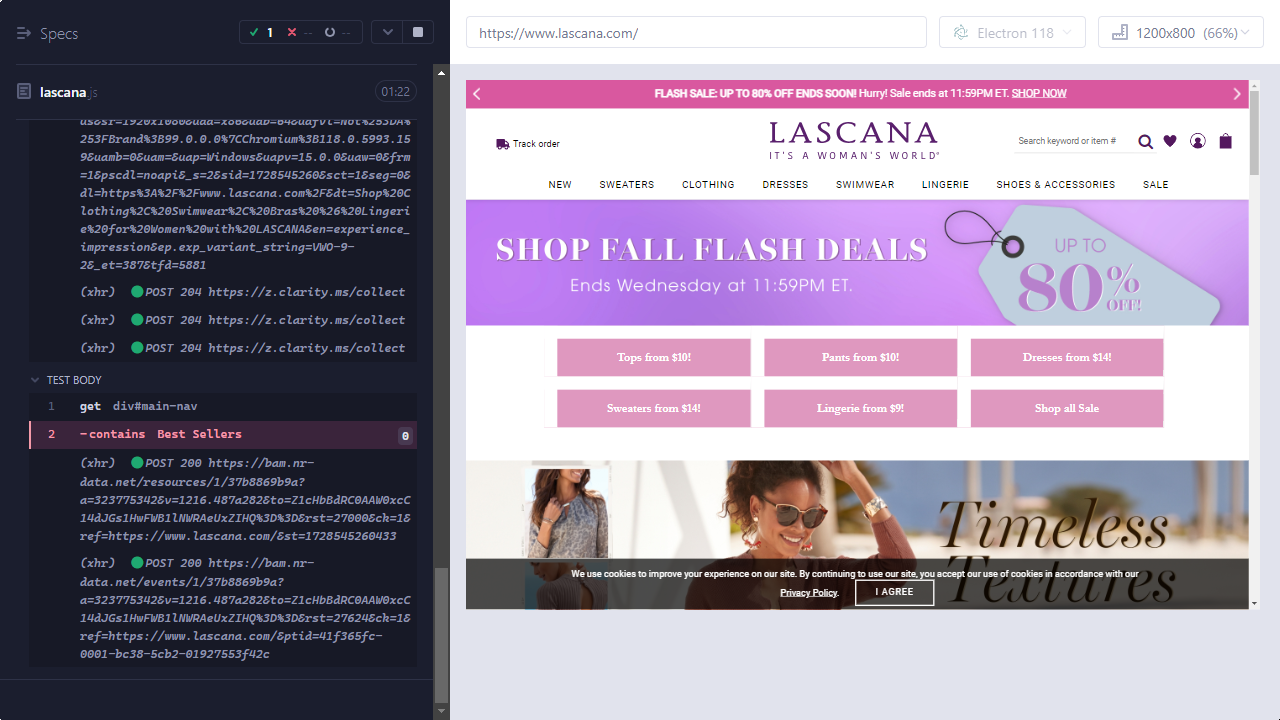 Specs
1
--
--
lascana.js
01:22
us&sr=1920x1080&uaa=x86&uab=64&uafvl=Not%253DA%
253FBrand%3B99.0.0.0%7CChromium%3B118.0.5993.15
9&uamb=0&uam=&uap=Windows&uapv=15.0.0&uaw=0&frm
=1&pscdl=noapi&_s=2&sid=1728545260&sct=1&seg=0&
dl=https%3A%2F%2Fwww.lascana.com%2F&dt=Shop%20C
lothing%2C%20Swimwear%2C%20Bras%20%26%20Lingeri
e%20for%20Women%20with%20LASCANA&en=experience_
impression&ep.exp_variant_string=VWO-9-
2&_et=387&tfd=5881
(xhr) POST 204 https://z.clarity.ms/collect
(xhr) POST 204 https://z.clarity.ms/collect
(xhr) POST 204 https://z.clarity.ms/collect
TEST BODY
1 get div#main-nav
2 -contains Best Sellers 0
(xhr) POST 200 https://bam.nr-
data.net/resources/1/37b8869b9a?
a=323775342&v=1216.487a282&to=Z1cHbBdRC0AAW0xcC
14dJGs1HwFWB1lNWRAeUxZIHQ%3D%3D&rst=27000&ck=1&
ref=https://www.lascana.com/&st=1728545260433
(xhr) POST 200 https://bam.nr-
data.net/events/1/37b8869b9a?
a=323775342&v=1216.487a282&to=Z1cHbBdRC0AAW0xcC
14dJGs1HwFWB1lNWRAeUxZIHQ%3D%3D&rst=27624&ck=1&
ref=https://www.lascana.com/&ptid=41f365fc-
0001-bc38-5cb2-01927553f42c
https://www.lascana.com/
Electron 118
1200x800 (66%)
FLASH SALE: UP TO 80% OFF ENDS SOON! Hurry! Sale ends at 11:59PM ET. SHOP NOW
Track order
LASCANA
IT'S A WOMAN'S WORLD®
Search keyword or item #
NEW SWEATERS CLOTHING DRESSES SWIMWEAR LINGERIE SHOES & ACCESSORIES SALE
SHOP FALL FLASH DEALS
Ends Wednesday at 11:59PM ET.
UP TO
80%
OFF!
Tops from $10!
Pants from $10!
Dresses from $14!
Sweaters from $14!
Lingerie from $9!
Shop all Sale
Timeless
Textures
We use cookies to improve your experience on our site. By continuing to use our site, you accept our use of cookies in accordance with our
Privacy Policy.
I AGREE